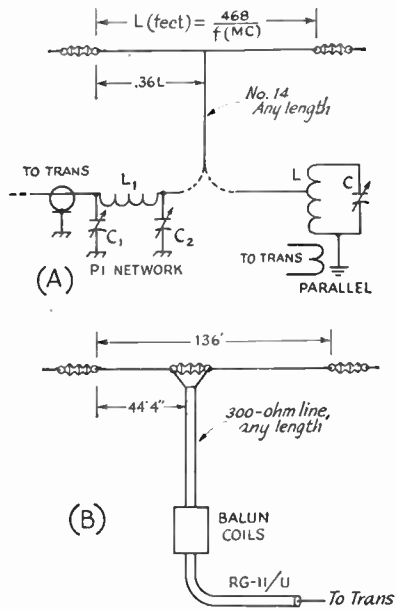 L (feet) = 468 / f(MC)
.36L
No. 14
Any length
TO TRANS
L1
L
C
C1
C2
TO TRANS
(A)
PI NETWORK
PARALLEL
136'
44'4"
300-ohm line,
any length
(B)
BALUN
COILS
RG-11/U
To Trans